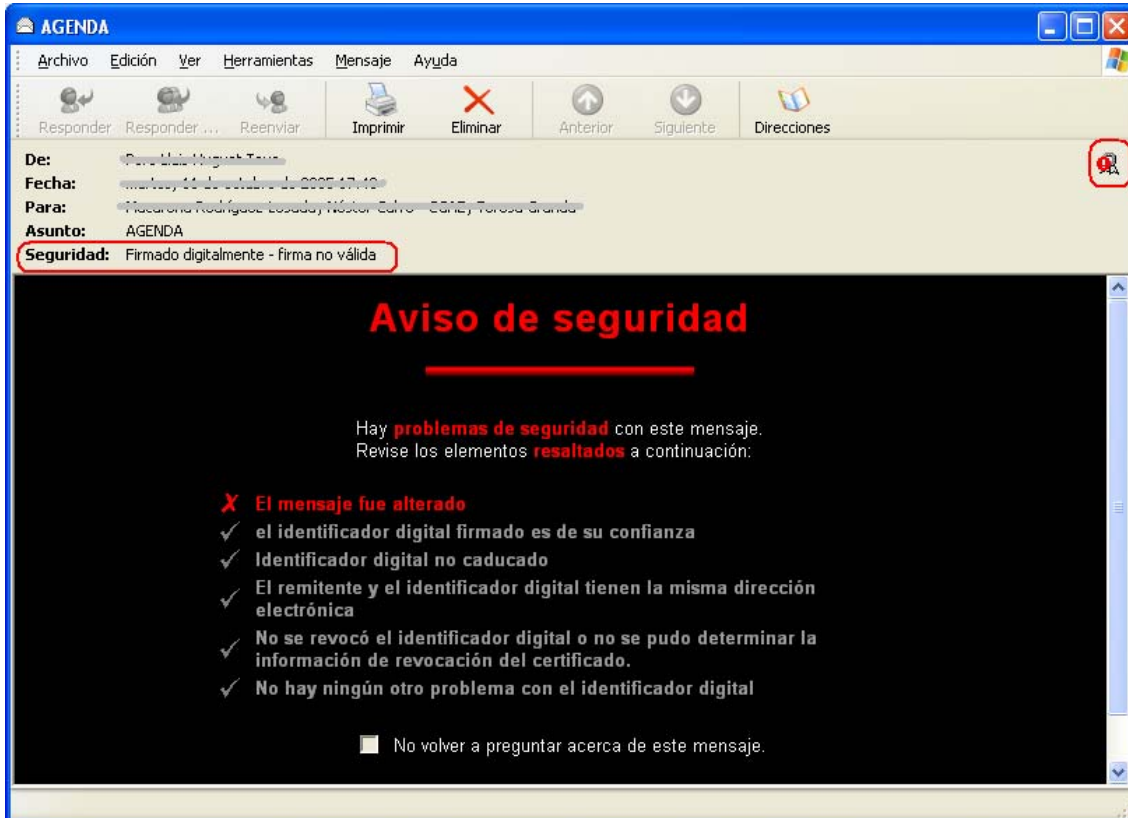 AGENDA
Archivo Edición Ver Herramientas Mensaje Ayuda
Responder Responder ... Reenviar Imprimir Eliminar Anterior Siguiente Direcciones
De:
Fecha:
Para:
Asunto: AGENDA
Seguridad: Firmado digitalmente - firma no válida
Aviso de seguridad
Hay problemas de seguridad con este mensaje.
Revise los elementos resaltados a continuación:
El mensaje fue alterado
el identificador digital firmado es de su confianza
Identificador digital no caducado
El remitente y el identificador digital tienen la misma dirección
electrónica
No se revocó el identificador digital o no se pudo determinar la
información de revocación del certificado.
No hay ningún otro problema con el identificador digital
No volver a preguntar acerca de este mensaje.